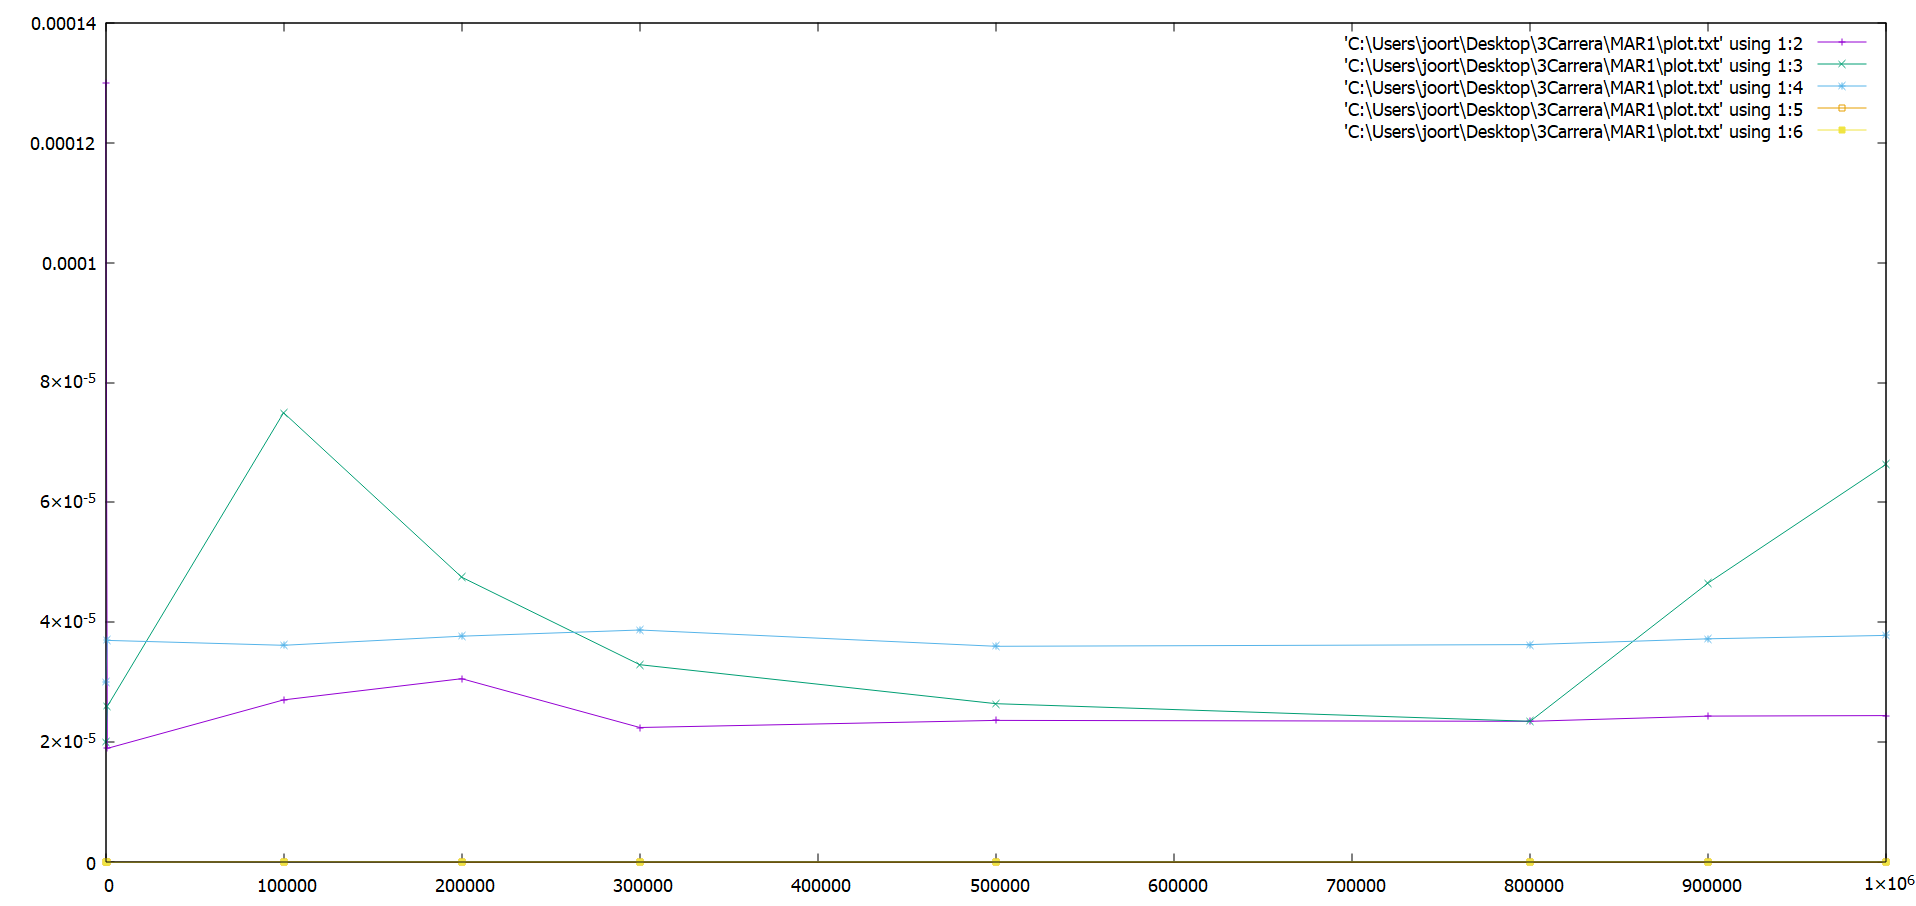 0.00014
0.00012
0.0001
8×10⁻⁵
6×10⁻⁵
4×10⁻⁵
2×10⁻⁵
0
'C:\Users\joort\Desktop\3Carrera\MAR1\plot.txt' using 1:2
'C:\Users\joort\Desktop\3Carrera\MAR1\plot.txt' using 1:3
'C:\Users\joort\Desktop\3Carrera\MAR1\plot.txt' using 1:4
'C:\Users\joort\Desktop\3Carrera\MAR1\plot.txt' using 1:5
'C:\Users\joort\Desktop\3Carrera\MAR1\plot.txt' using 1:6
0 100000 200000 300000 400000 500000 600000 700000 800000 900000 1×10⁶